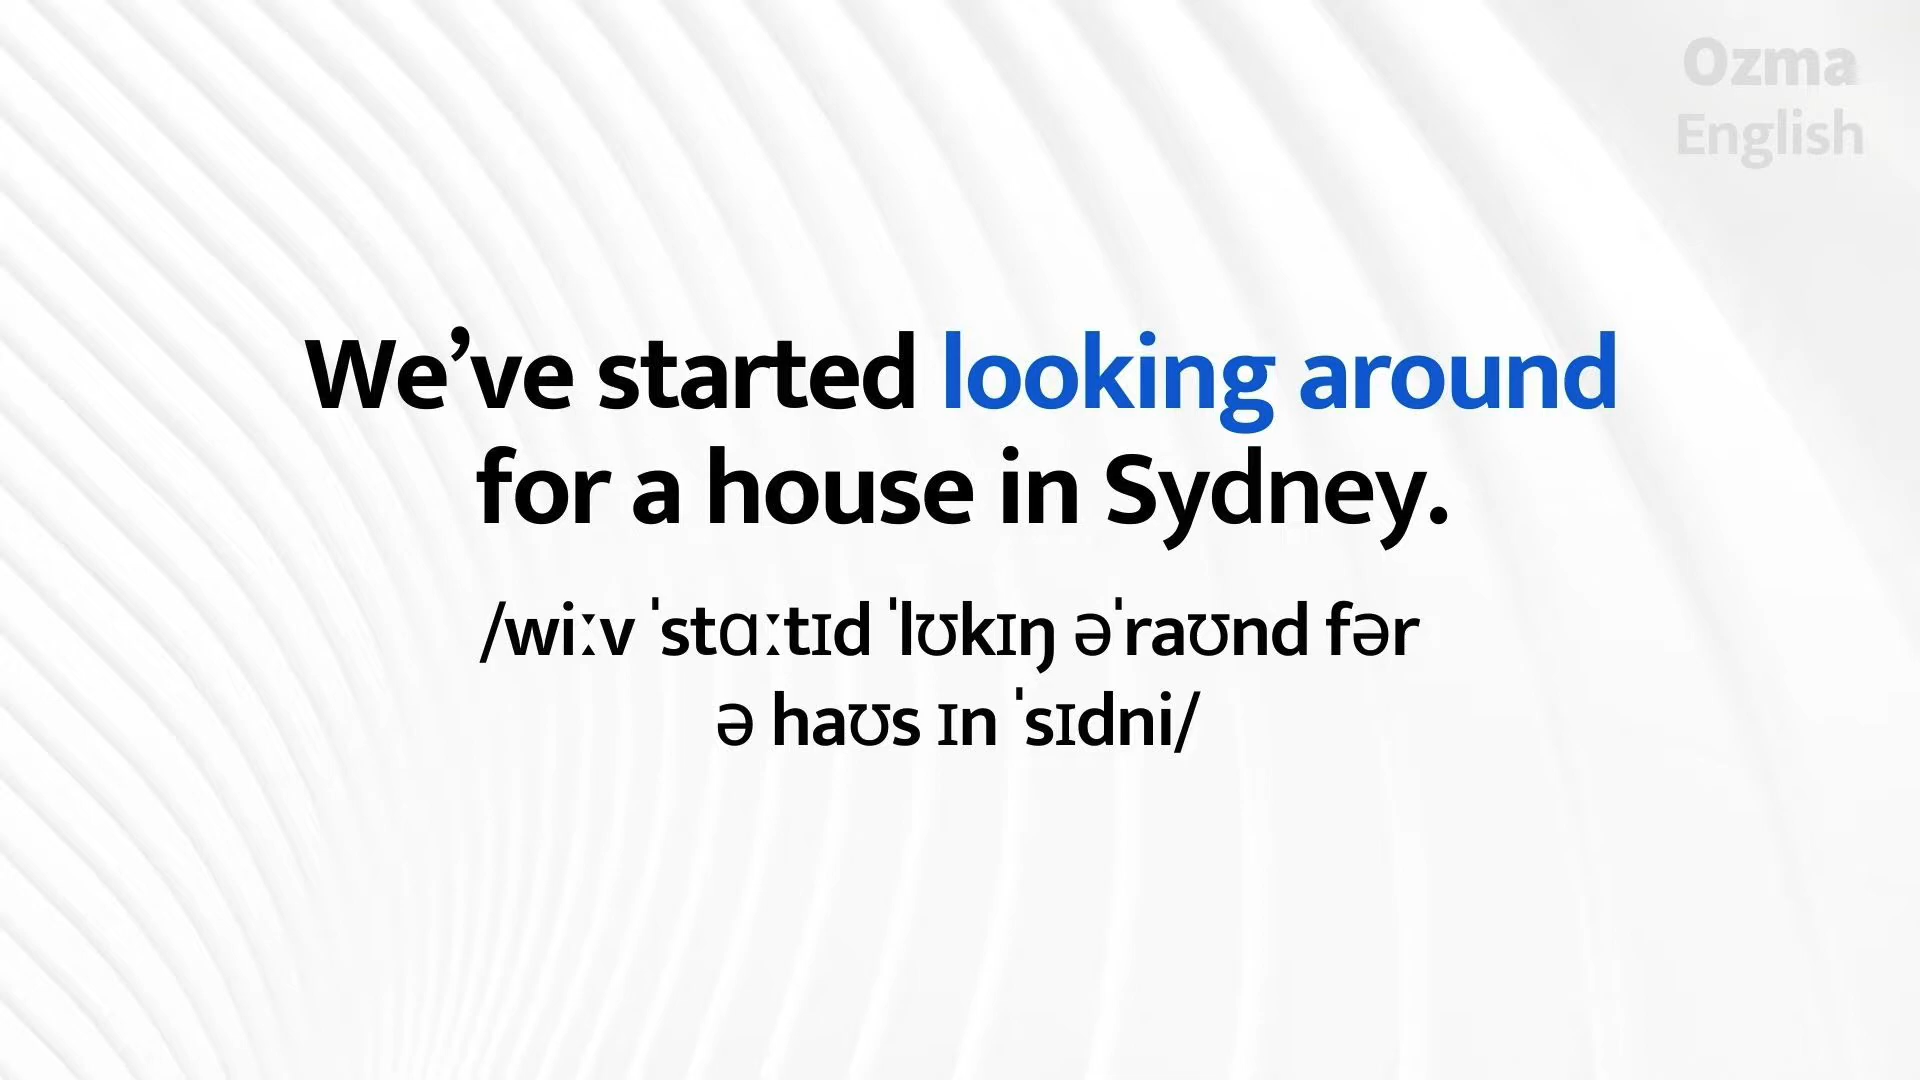 Ozma
English
We’ve started looking around
for a house in Sydney.
/wiːv ˈstɑːtɪd ˈlʊkɪŋ əˈraʊnd fər
ə haʊs ɪn ˈsɪdni/